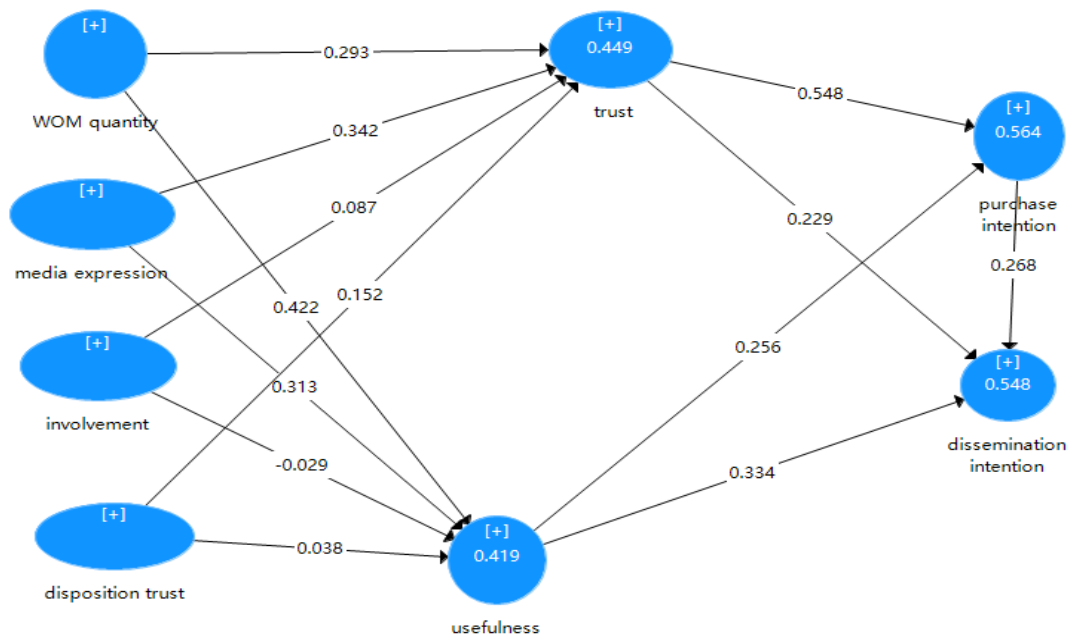 [+]
WOM quantity
[+]
media expression
[+]
involvement
[+]
disposition trust
[+]
0.449
trust
[+]
0.419
usefulness
[+]
0.564
purchase
intention
[+]
0.548
dissemination
intention
0.293
0.342
0.087
0.152
0.422
0.313
-0.029
0.038
0.548
0.229
0.268
0.256
0.334